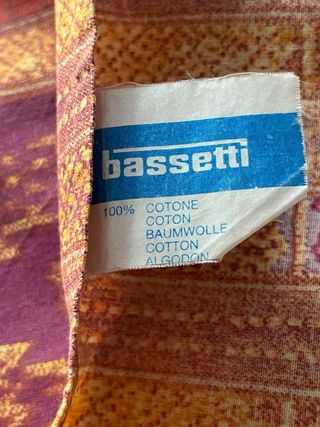 bassetti
100% COTONE
COTON
BAUMWOLLE
COTTON
ALGODON